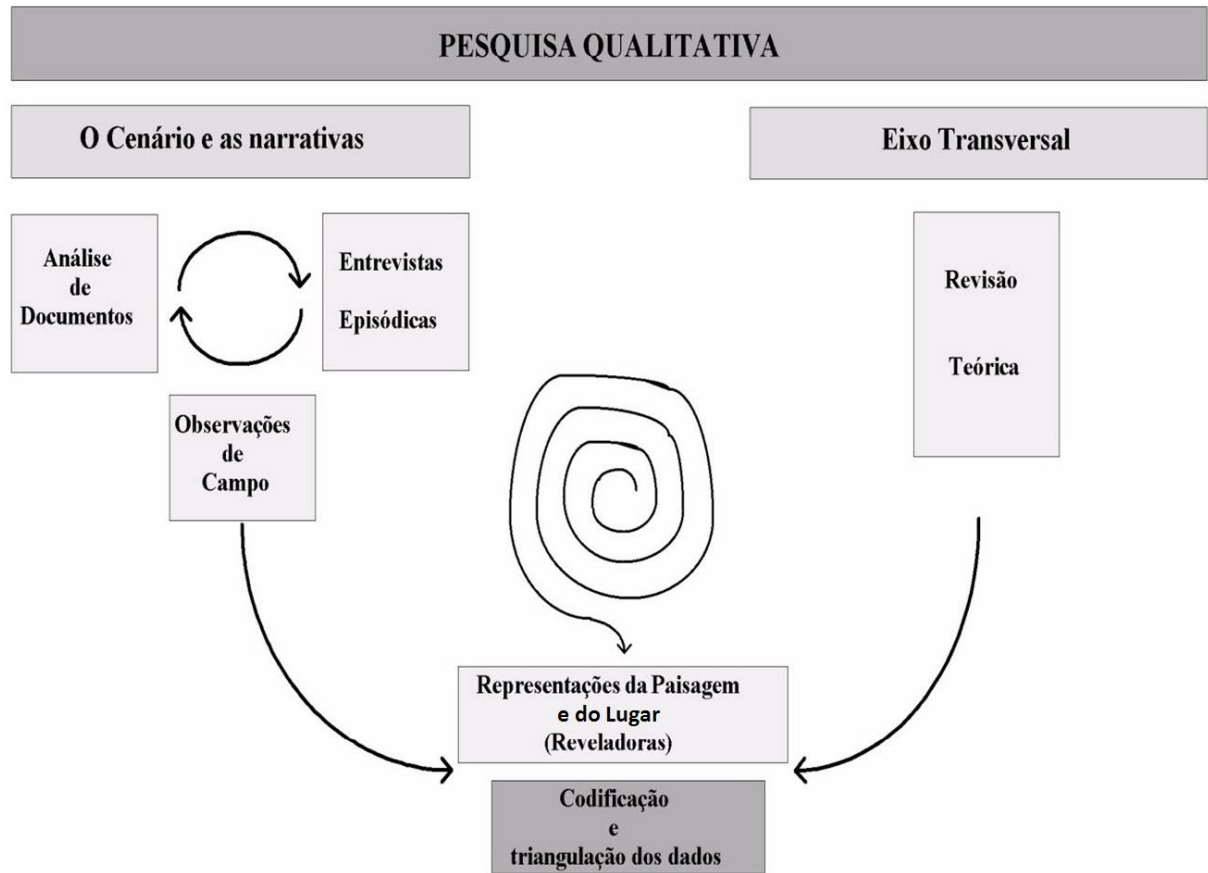 PESQUISA QUALITATIVA
O Cenário e as narrativas
Eixo Transversal
Análise
de
Documentos
Entrevistas
Episódicas
Observações
de
Campo
Revisão
Teórica
Representações da Paisagem
e do Lugar
(Reveladoras)
Codificação
e
triangulação dos dados